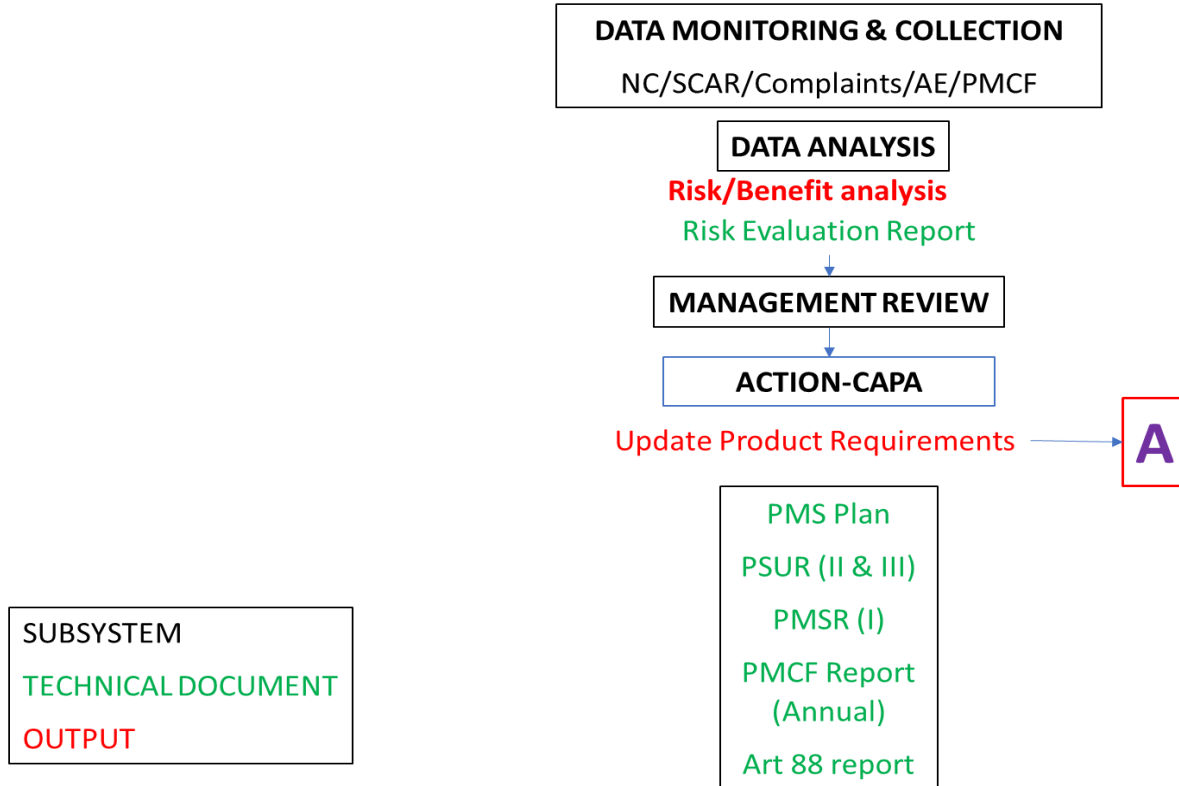 DATA MONITORING & COLLECTION
NC/SCAR/Complaints/AE/PMCF
DATA ANALYSIS
Risk/Benefit analysis
Risk Evaluation Report
MANAGEMENT REVIEW
ACTION-CAPA
Update Product Requirements
A
PMS Plan
PSUR (II & III)
PMSR (I)
PMCF Report
(Annual)
Art 88 report
SUBSYSTEM
TECHNICAL DOCUMENT
OUTPUT